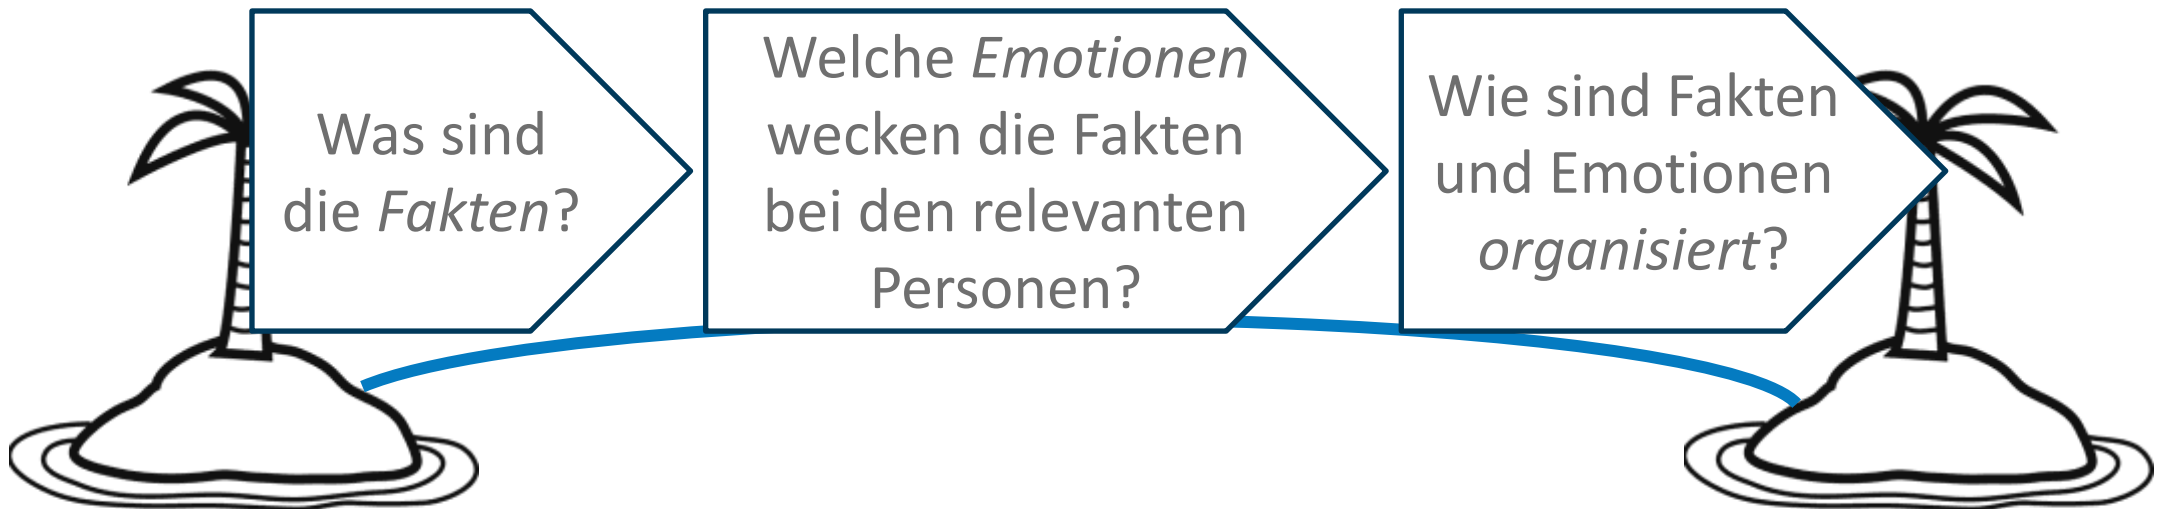 Was sind
die Fakten?
Welche Emotionen
wecken die Fakten
bei den relevanten
Personen?
Wie sind Fakten
und Emotionen
organisiert?